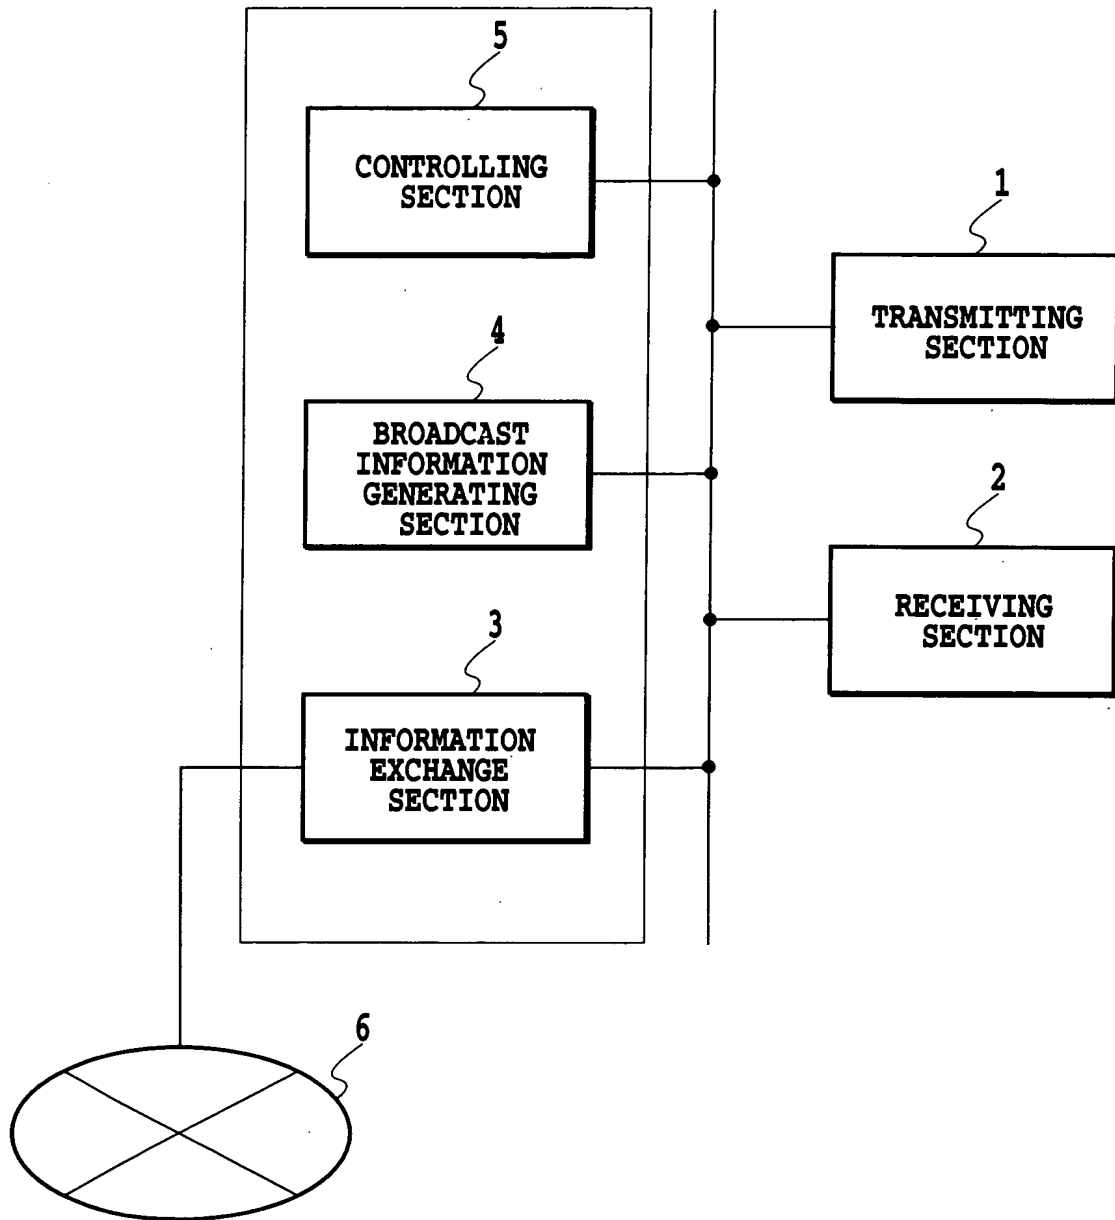 5
CONTROLLING
SECTION
1
TRANSMITTING
SECTION
4
BROADCAST
INFORMATION
GENERATING
SECTION
2
RECEIVING
SECTION
3
INFORMATION
EXCHANGE
SECTION
6